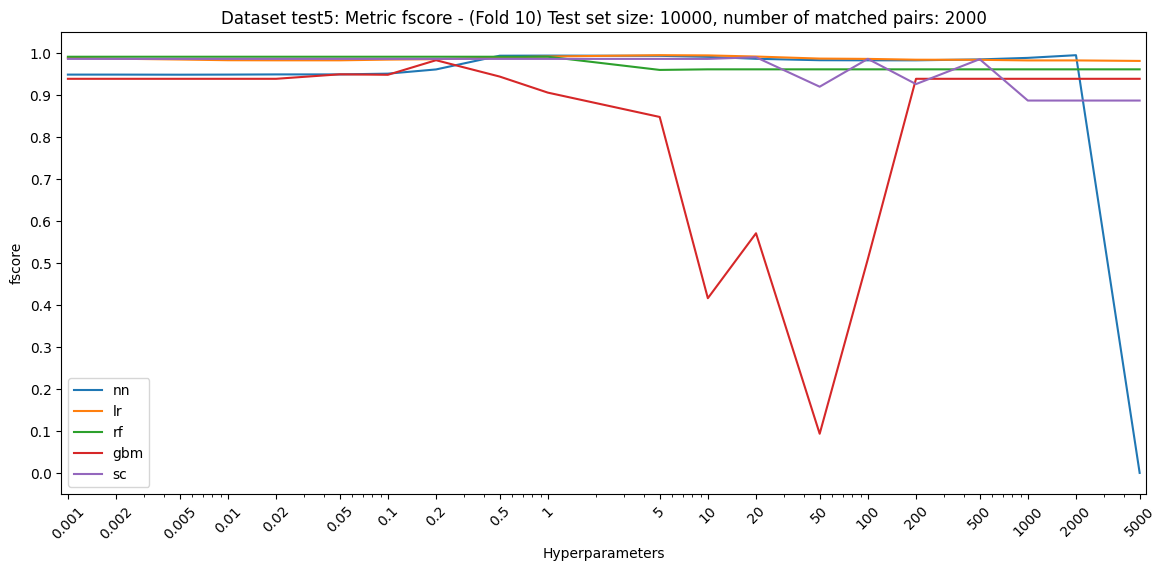 Dataset test5: Metric fscore - (Fold 10) Test set size: 10000, number of matched pairs: 2000
fscore
1.0
0.9
0.8
0.7
0.6
0.5
0.4
0.3
0.2
0.1
0.0
nn
lr
rf
gbm
sc
0.001 0.002 0.005 0.01 0.02 0.05 0.1 0.2 0.5 1 5 10 20 50 100 200 500 1000 2000 5000
Hyperparameters